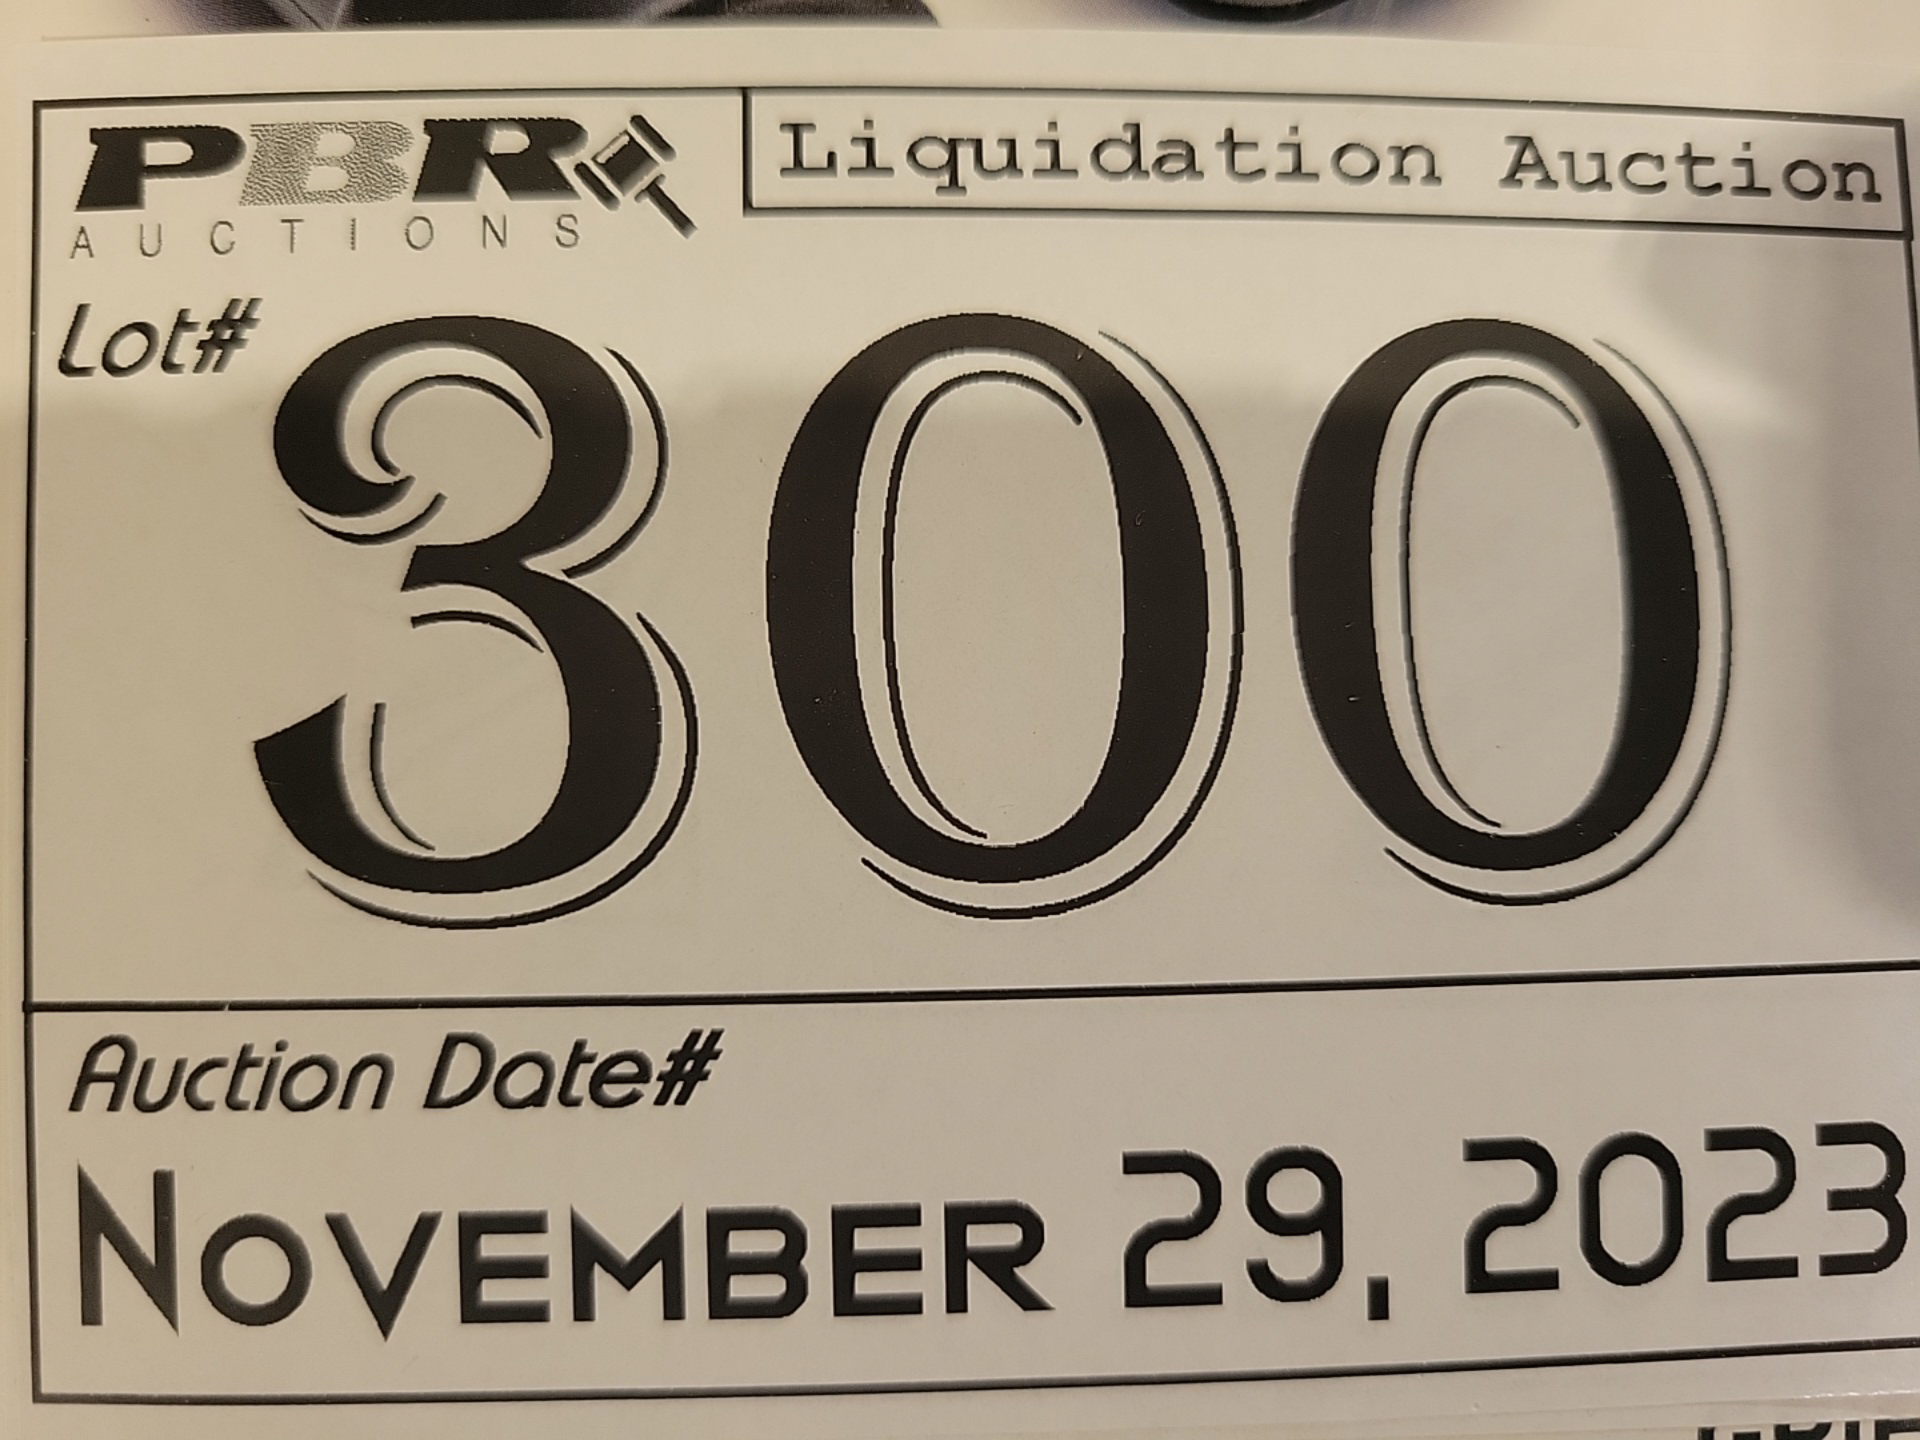 PBR
AUCTIONS
Liquidation Auction
Lot#
300
Auction Date#
NOVEMBER 29, 2023